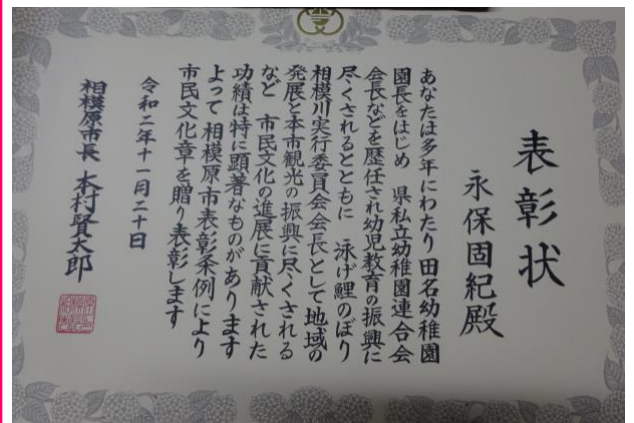 表彰状
永保固紀殿
あなたは多年にわたり 田名幼稚園
園長をはじめ 県私立幼稚園連合会
会長などを歴任され幼児教育の振興に
尽くされるとともに 泳げ鯉のぼり
相模川実行委員会会長として地域の
発展と本市観光の振興に尽くされる
など 市民文化の進展に貢献された
功績は特に顕著なものがあります
よって 相模原市表彰条例により
市民文化章を贈り表彰します
令和二年十一月二十日
相模原市長 本村賢太郎